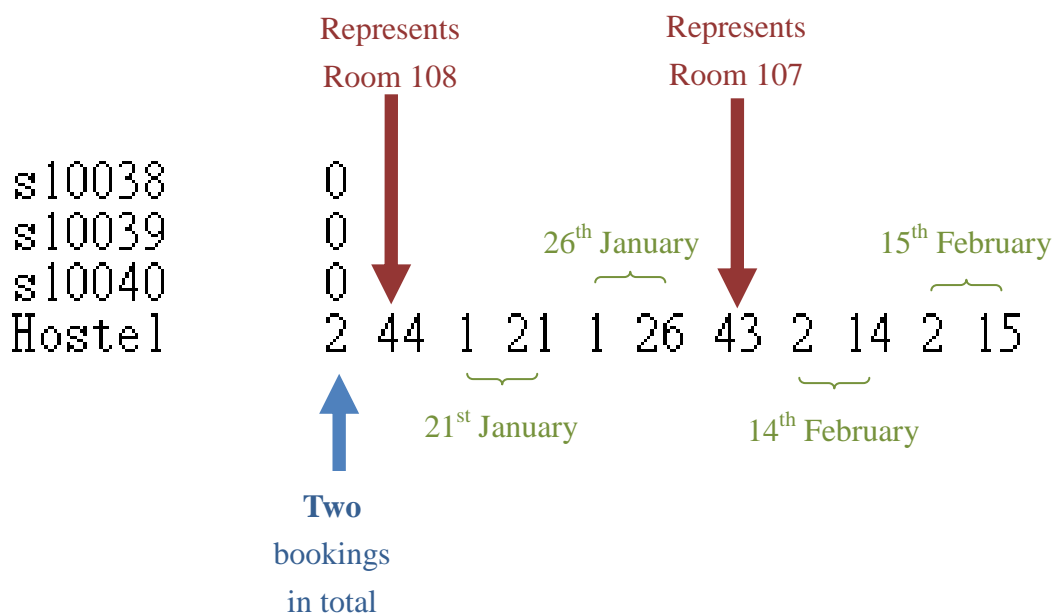 Represents
Room 108
Represents
Room 107
s10038 0
s10039 0
s10040 0
26th January
15th February
Hostel 2 44 1 21 1 26 43 2 14 2 15
21st January
14th February
Two
bookings
in total